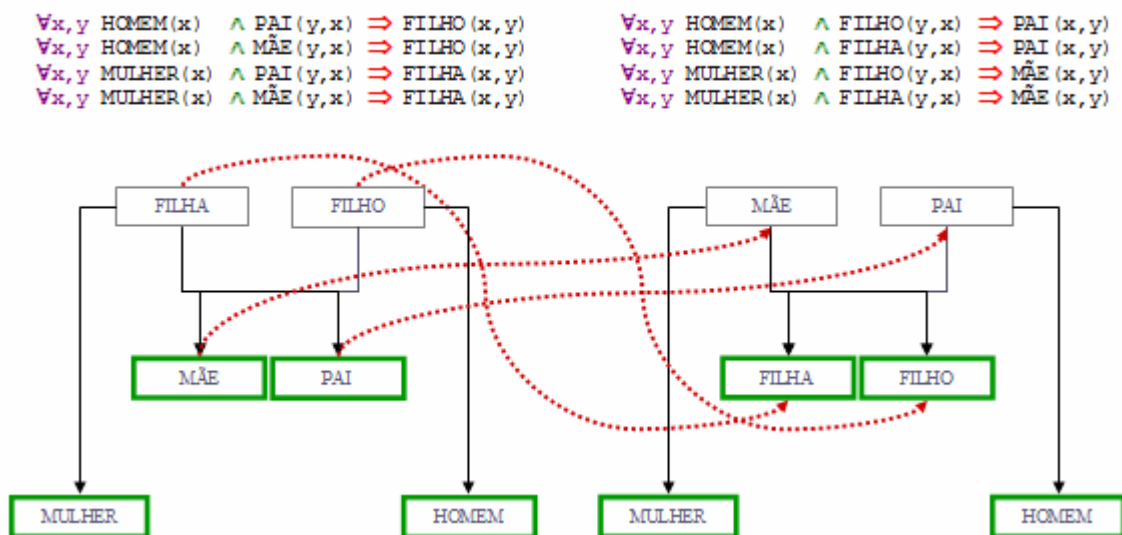 ∀x,y HOMEM(x) ∧ PAI(y,x) ⇒ FILHO(x,y)
∀x,y HOMEM(x) ∧ MÃE(y,x) ⇒ FILHO(x,y)
∀x,y MULHER(x) ∧ PAI(y,x) ⇒ FILHA(x,y)
∀x,y MULHER(x) ∧ MÃE(y,x) ⇒ FILHA(x,y)
∀x,y HOMEM(x) ∧ FILHO(y,x) ⇒ PAI(x,y)
∀x,y HOMEM(x) ∧ FILHA(y,x) ⇒ PAI(x,y)
∀x,y MULHER(x) ∧ FILHO(y,x) ⇒ MÃE(x,y)
∀x,y MULHER(x) ∧ FILHA(y,x) ⇒ MÃE(x,y)
FILHA
FILHO
MÃE
PAI
MÃE
PAI
FILHA
FILHO
MULHER
HOMEM
MULHER
HOMEM